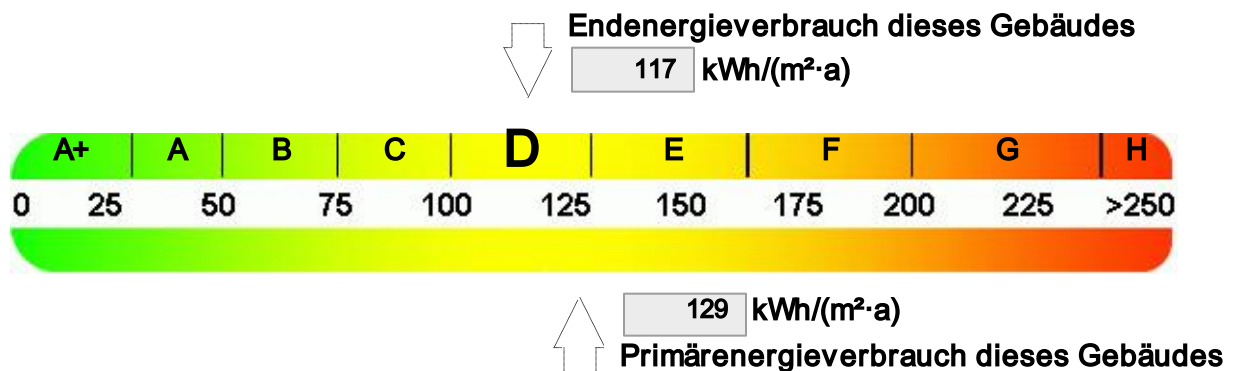 Endenergieverbrauch dieses Gebäudes
117 kWh/(m²·a)
A+ A B C D E F G H
0 25 50 75 100 125 150 175 200 225 >250
129 kWh/(m²·a)
Primärenergieverbrauch dieses Gebäudes